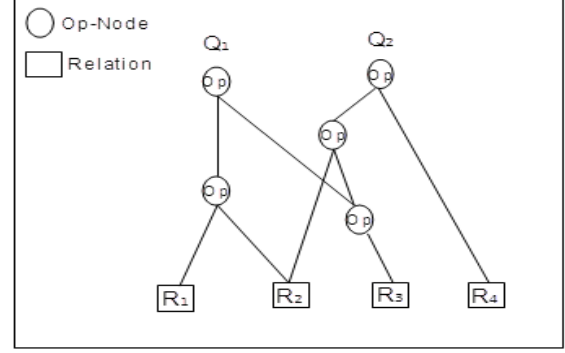 Op-Node
Relation
Q₁
Q₂
Op
Op
Op
Op
Op
R₁
R₂
R₃
R₄